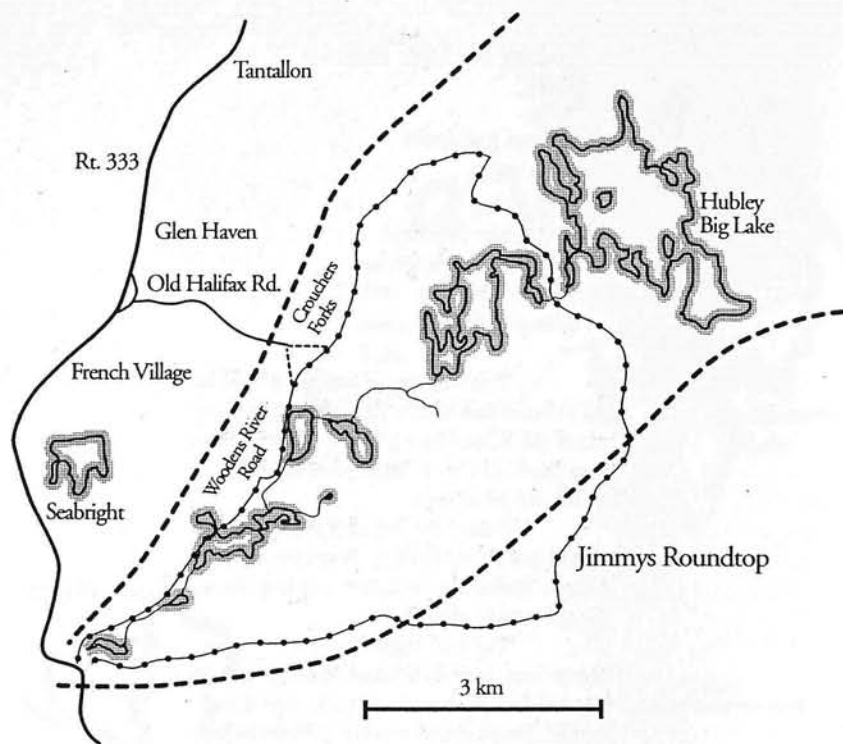 Tantallon
Rt. 333
Glen Haven
Old Halifax Rd.
French Village
Seabright
Crouchers
Forks
Woodens River
Road
Hubley
Big Lake
Jimmys Roundtop
3 km